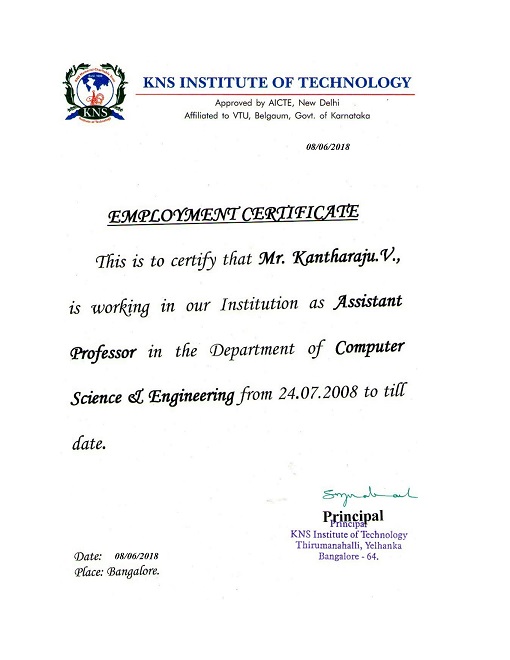 KNS
KNS INSTITUTE OF TECHNOLOGY
Approved by AICTE, New Delhi
Affiliated to VTU, Belgaum, Govt. of Karnataka
08/06/2018
EMPLOYMENT CERTIFICATE
This is to certify that Mr. Kantharaju.V.,
is working in our Institution as Assistant
Professor in the Department of Computer
Science & Engineering from 24.07.2008 to till
date.
Principal
Principal
KNS Institute of Technology
Thirumanahalli, Yelhanka
Bangalore - 64.
Date: 08/06/2018
Place: Bangalore.